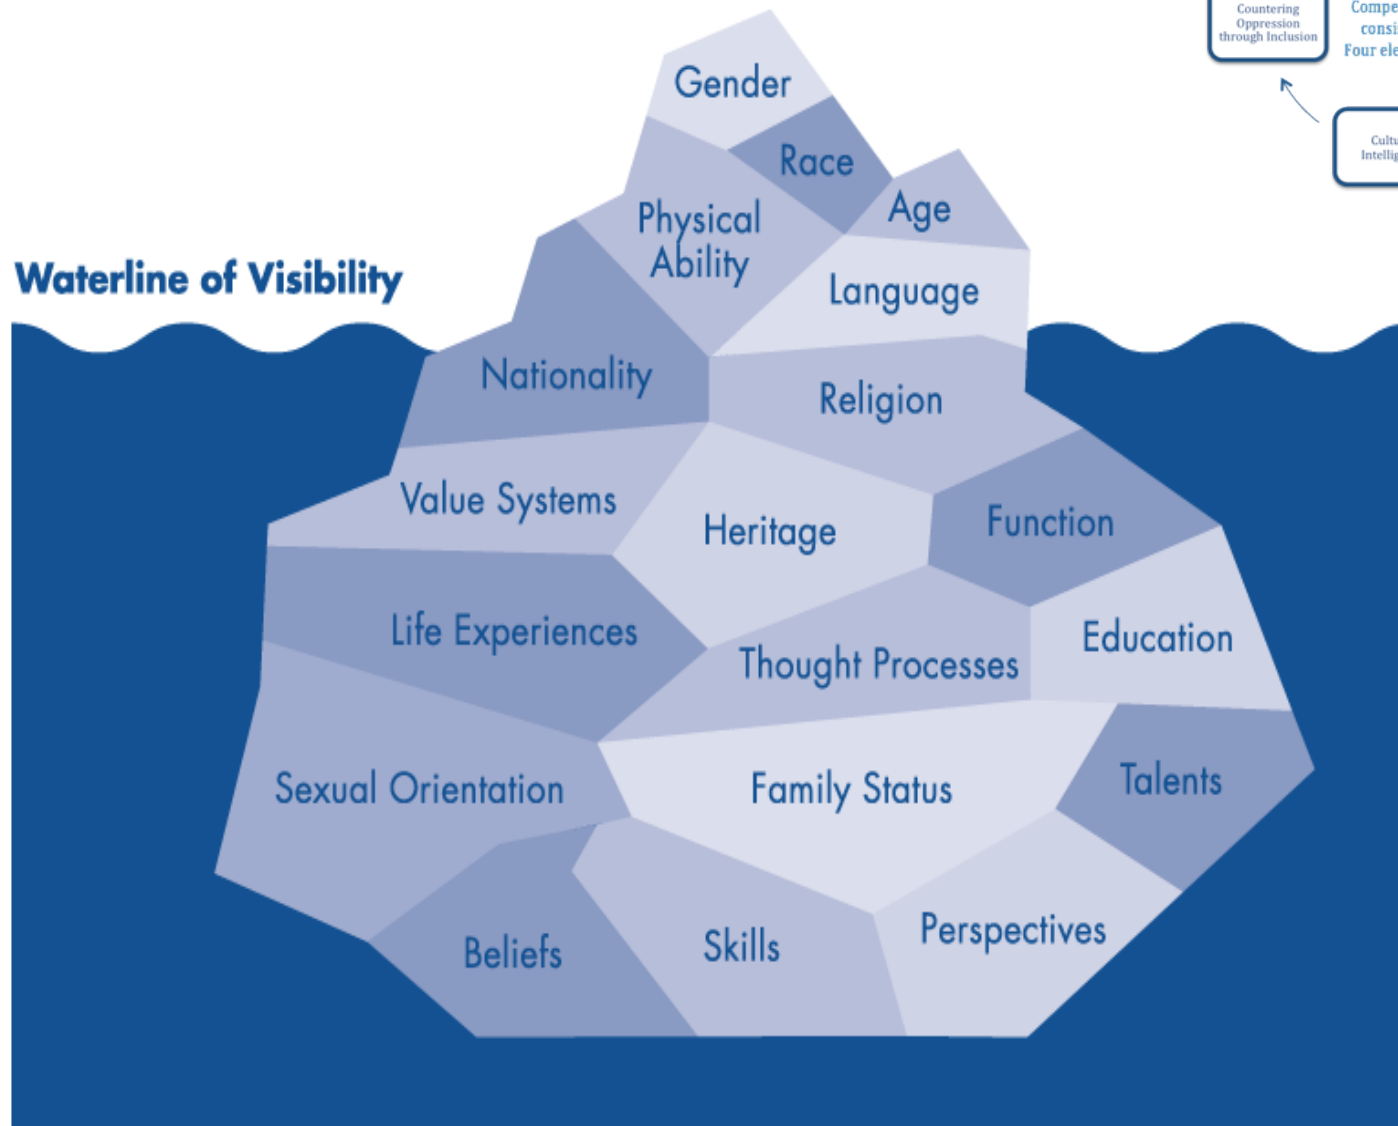 Countering
Oppression
through Inclusion
Four
Gender
Race
Physical
Ability
Age
Waterline of Visibility
Language
Nationality
Religion
Value Systems
Heritage
Function
Life Experiences
Thought Processes
Education
Sexual Orientation
Family Status
Talents
Beliefs
Skills
Perspectives